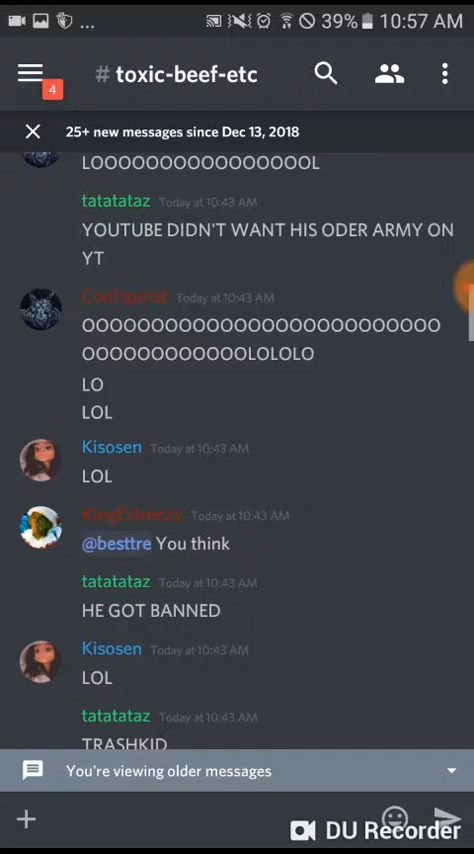 ... 39% 10:57 AM
# toxic-beef-etc
4
25+ new messages since Dec 13, 2018
LOOOOOOOOOOOOOOOOL
tatatataz Today at 10:43 AM
YOUTUBE DIDN'T WANT HIS ODER ARMY ON
YT
Configurist Today at 10:43 AM
OOOOOOOOOOOOOOOOOOOOOOOOOO
OOOOOOOOOOOOLOLOLO
LO
LOL
Kisosen Today at 10:43 AM
LOL
KingExtreezy Today at 10:43 AM
@besttre You think
tatatataz Today at 10:43 AM
HE GOT BANNED
Kisosen Today at 10:43 AM
LOL
tatatataz Today at 10:43 AM
TRASHKID
You're viewing older messages
DU Recorder